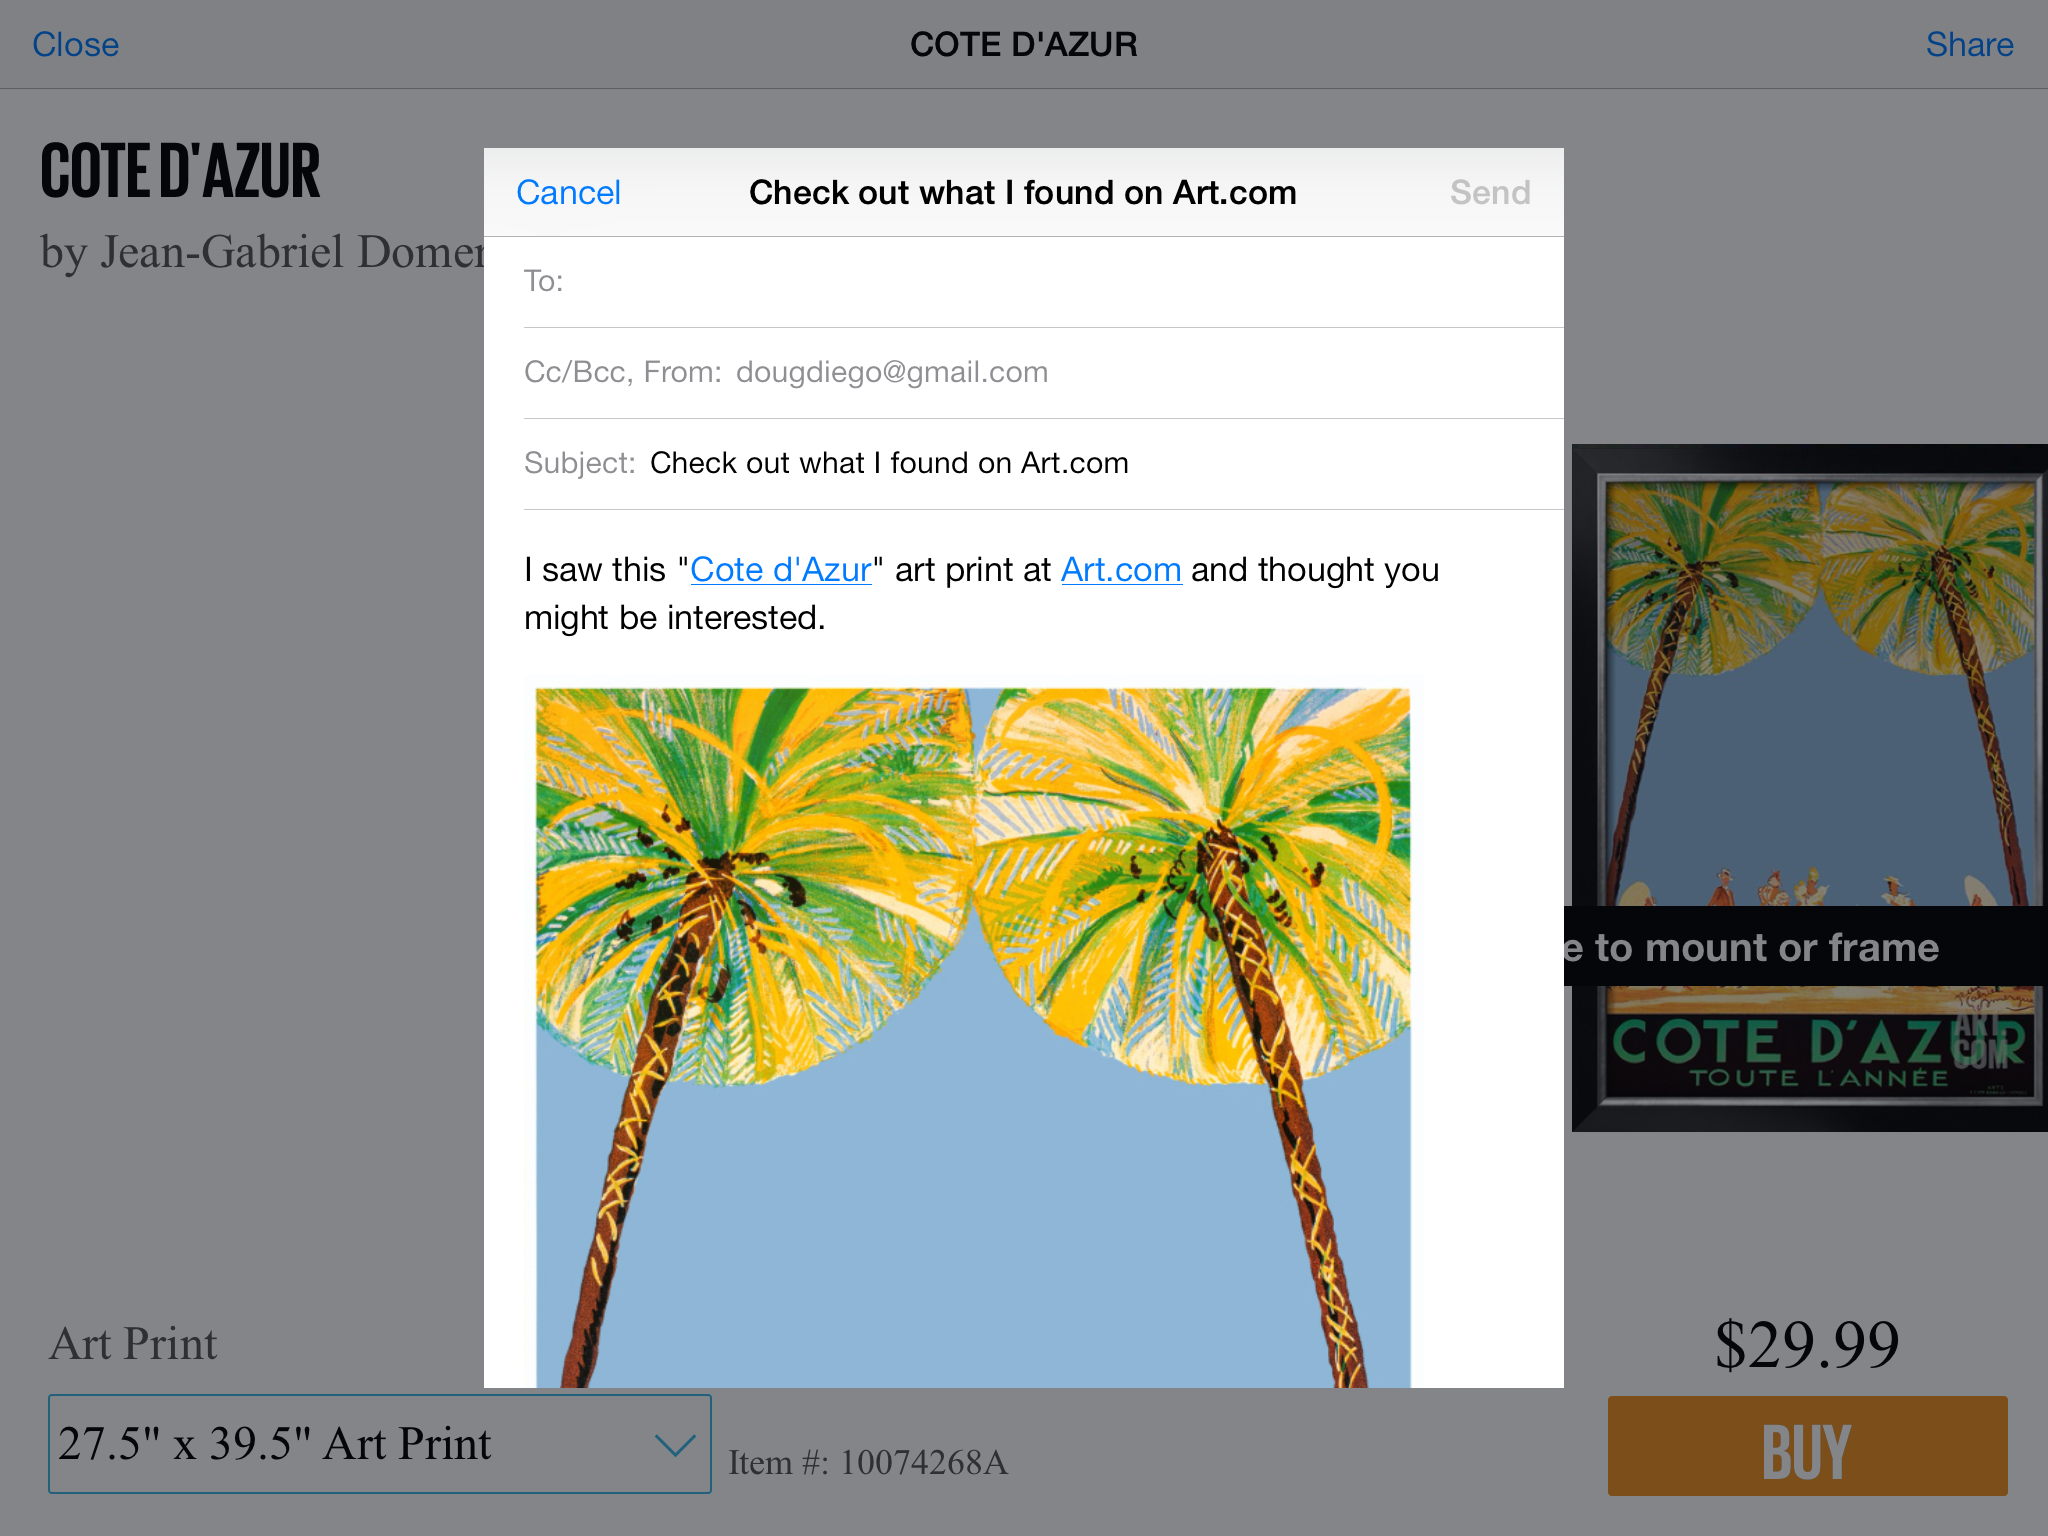 Close
COTE D'AZUR
Share
COTE D'AZUR
by Jean-Gabriel Domer
Cancel
Check out what I found on Art.com
Send
To:
Cc/Bcc, From: dougdiego@gmail.com
Subject: Check out what I found on Art.com
I saw this "Cote d'Azur" art print at Art.com and thought you
might be interested.
e to mount or frame
COTE D'AZUR
TOUTE L'ANNÉE
ART.
COM
Art Print
27.5" x 39.5" Art Print
Item #: 10074268A
$29.99
BUY